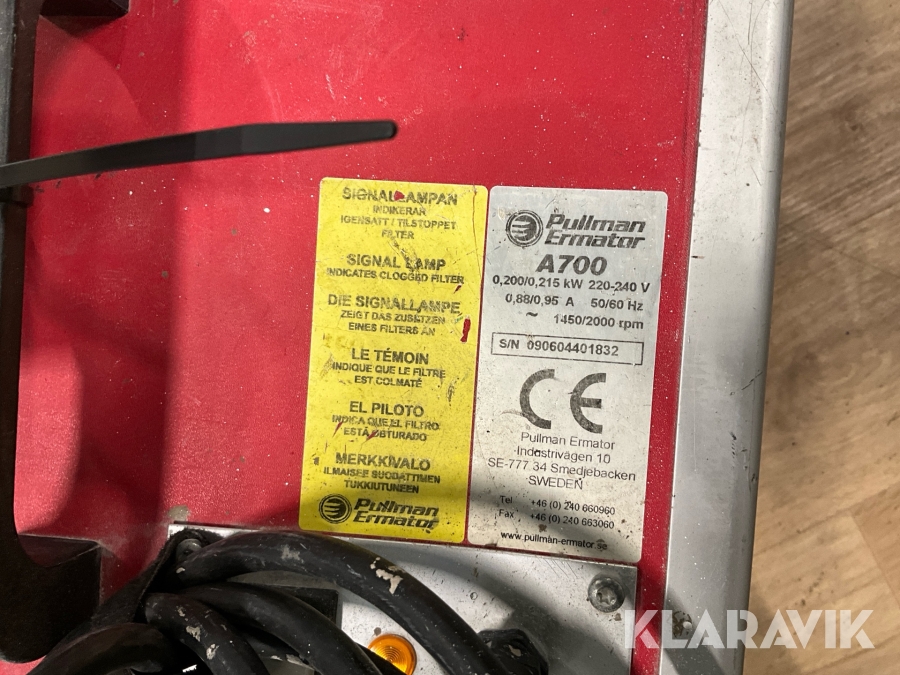 SIGNALLAMPAN
INDIKERAR
IGENSATT / TILSTOPPET
FILTER
SIGNAL LAMP
INDICATES CLOGGED FILTER
DIE SIGNALLAMPE
ZEIGT DAS ZUSETZEN
EINES FILTERS AN
LE TÉMOIN
INDIQUE QUE LE FILTRE
EST COLMATÉ
EL PILOTO
INDICA QUE EL FILTRO
ESTÁ OBTURADO
MERKKIVALO
ILMAISEE SUODATTIMEN
TUKKIUTUNEEN
Pullman
Ermator
Pullman
Ermator
A700
0,200/0,215 kW 220-240 V
0,88/0,95 A 50/60 Hz
~ 1450/2000 rpm
S/N 090604401832
CE
Pullman Ermator
Industrivägen 10
SE-777 34 Smedjebacken
SWEDEN
Tel +46 (0) 240 660960
Fax +46 (0) 240 663060
www.pullman-ermator.se
KLARAVIK